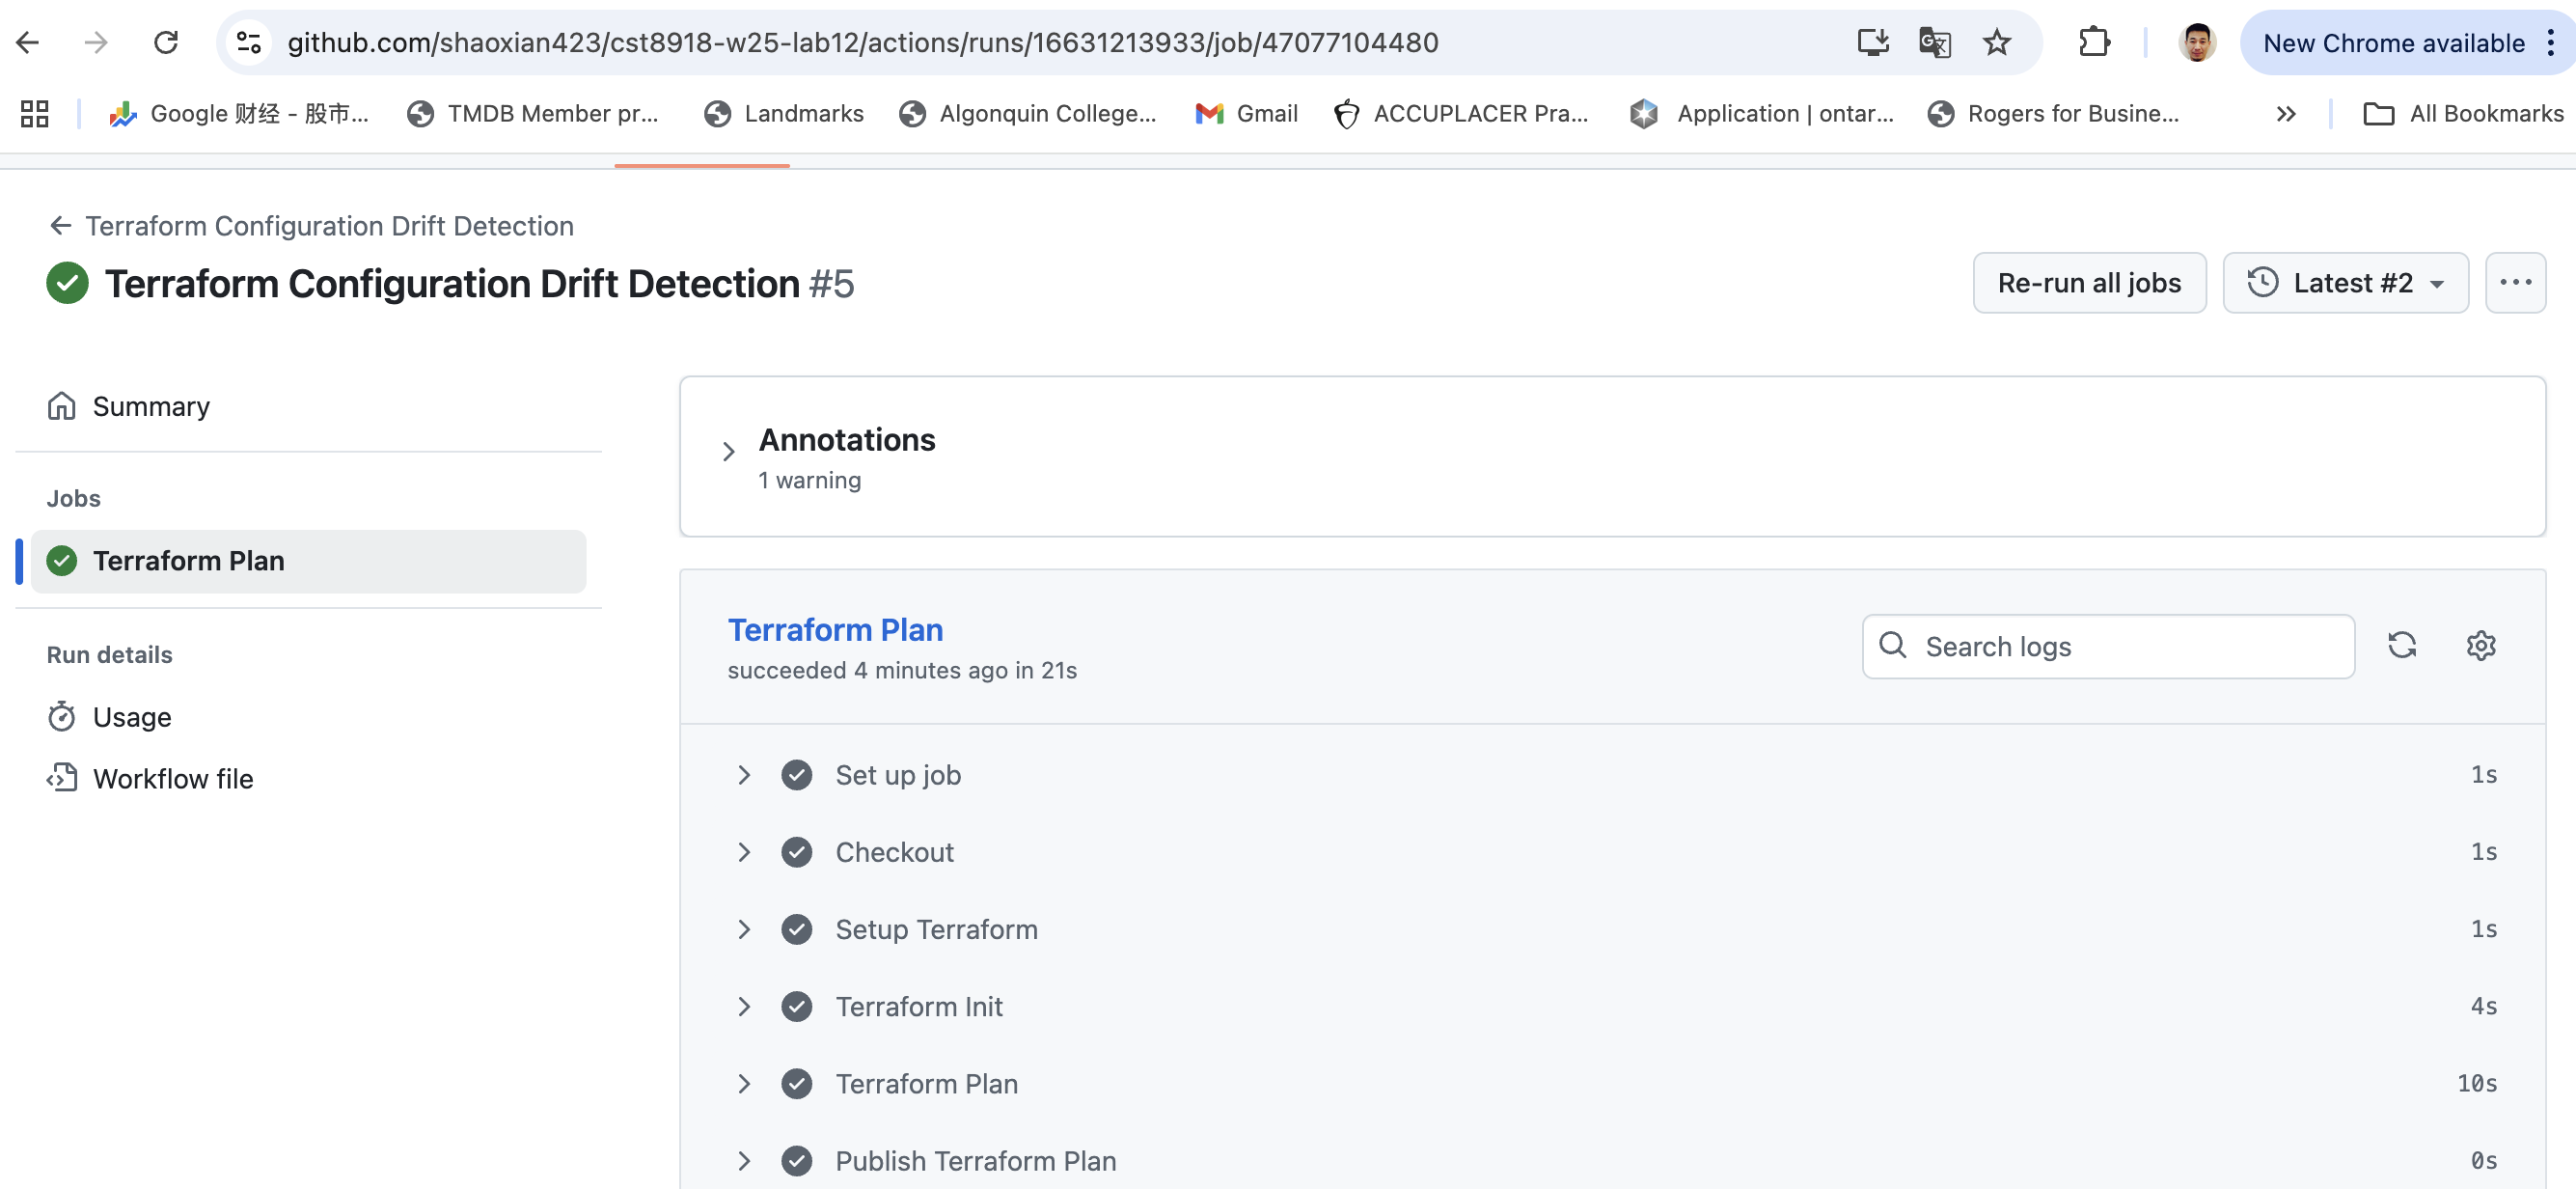 github.com/shaoxian423/cst8918-w25-lab12/actions/runs/16631213933/job/47077104480
New Chrome available
Google 财经 - 股市...
TMDB Member pr...
Landmarks
Algonquin College...
Gmail
ACCUPLACER Pra...
Application | ontar...
Rogers for Busine...
All Bookmarks
Terraform Configuration Drift Detection
Terraform Configuration Drift Detection #5
Re-run all jobs
Latest #2
Summary
Jobs
Terraform Plan
Run details
Usage
Workflow file
Annotations
1 warning
Terraform Plan
succeeded 4 minutes ago in 21s
Search logs
Set up job 1s
Checkout 1s
Setup Terraform 1s
Terraform Init 4s
Terraform Plan 10s
Publish Terraform Plan 0s